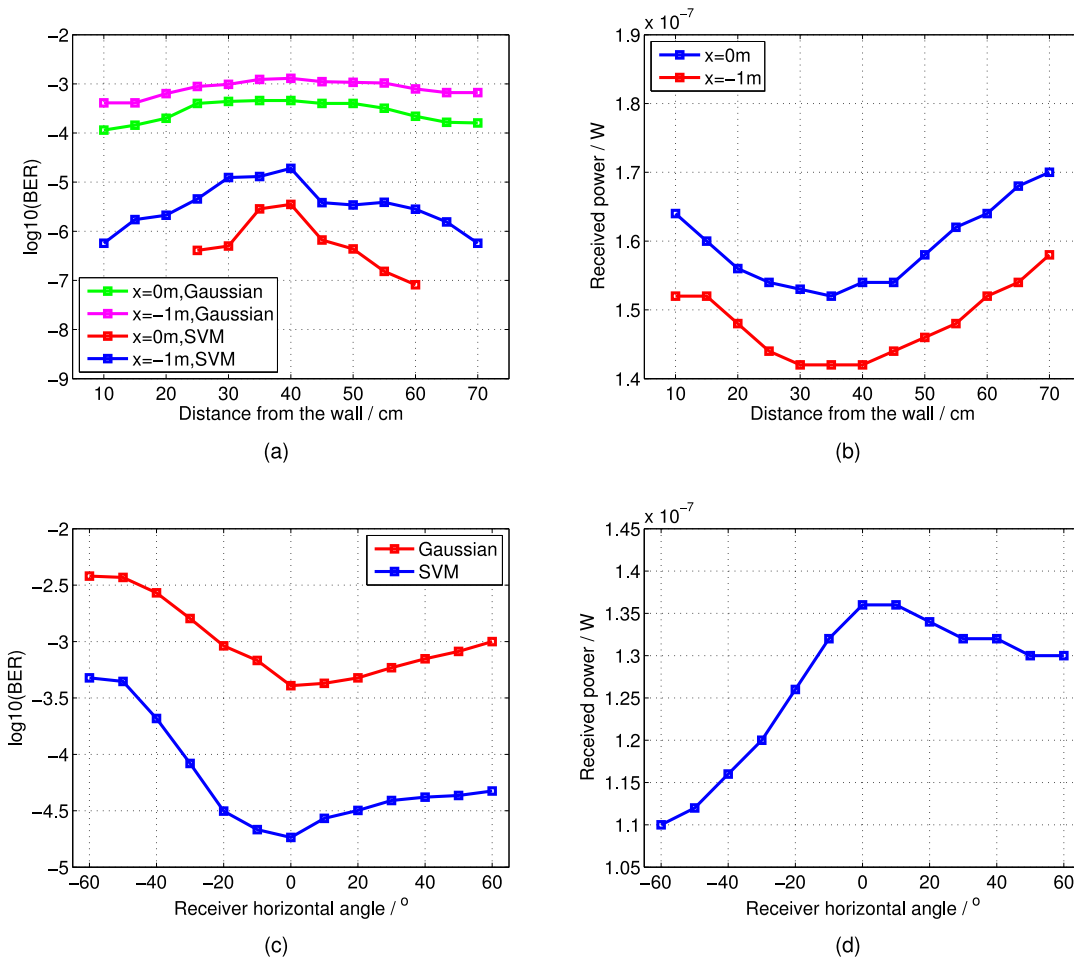 −2
−3
−4
−5
−6
−7
−8
−9
log10(BER)
x=0m,Gaussian
x=−1m,Gaussian
x=0m,SVM
x=−1m,SVM
10 20 30 40 50 60 70
Distance from the wall / cm
(a)
x 10⁻⁷
1.9
1.8
1.7
1.6
1.5
1.4
Received power / W
x=0m
x=−1m
10 20 30 40 50 60 70
Distance from the wall / cm
(b)
−2
−2.5
−3
−3.5
−4
−4.5
−5
log10(BER)
Gaussian
SVM
−60 −40 −20 0 20 40 60
Receiver horizontal angle / º
(c)
x 10⁻⁷
1.45
1.4
1.35
1.3
1.25
1.2
1.15
1.1
1.05
Received power / W
−60 −40 −20 0 20 40 60
Receiver horizontal angle / º
(d)